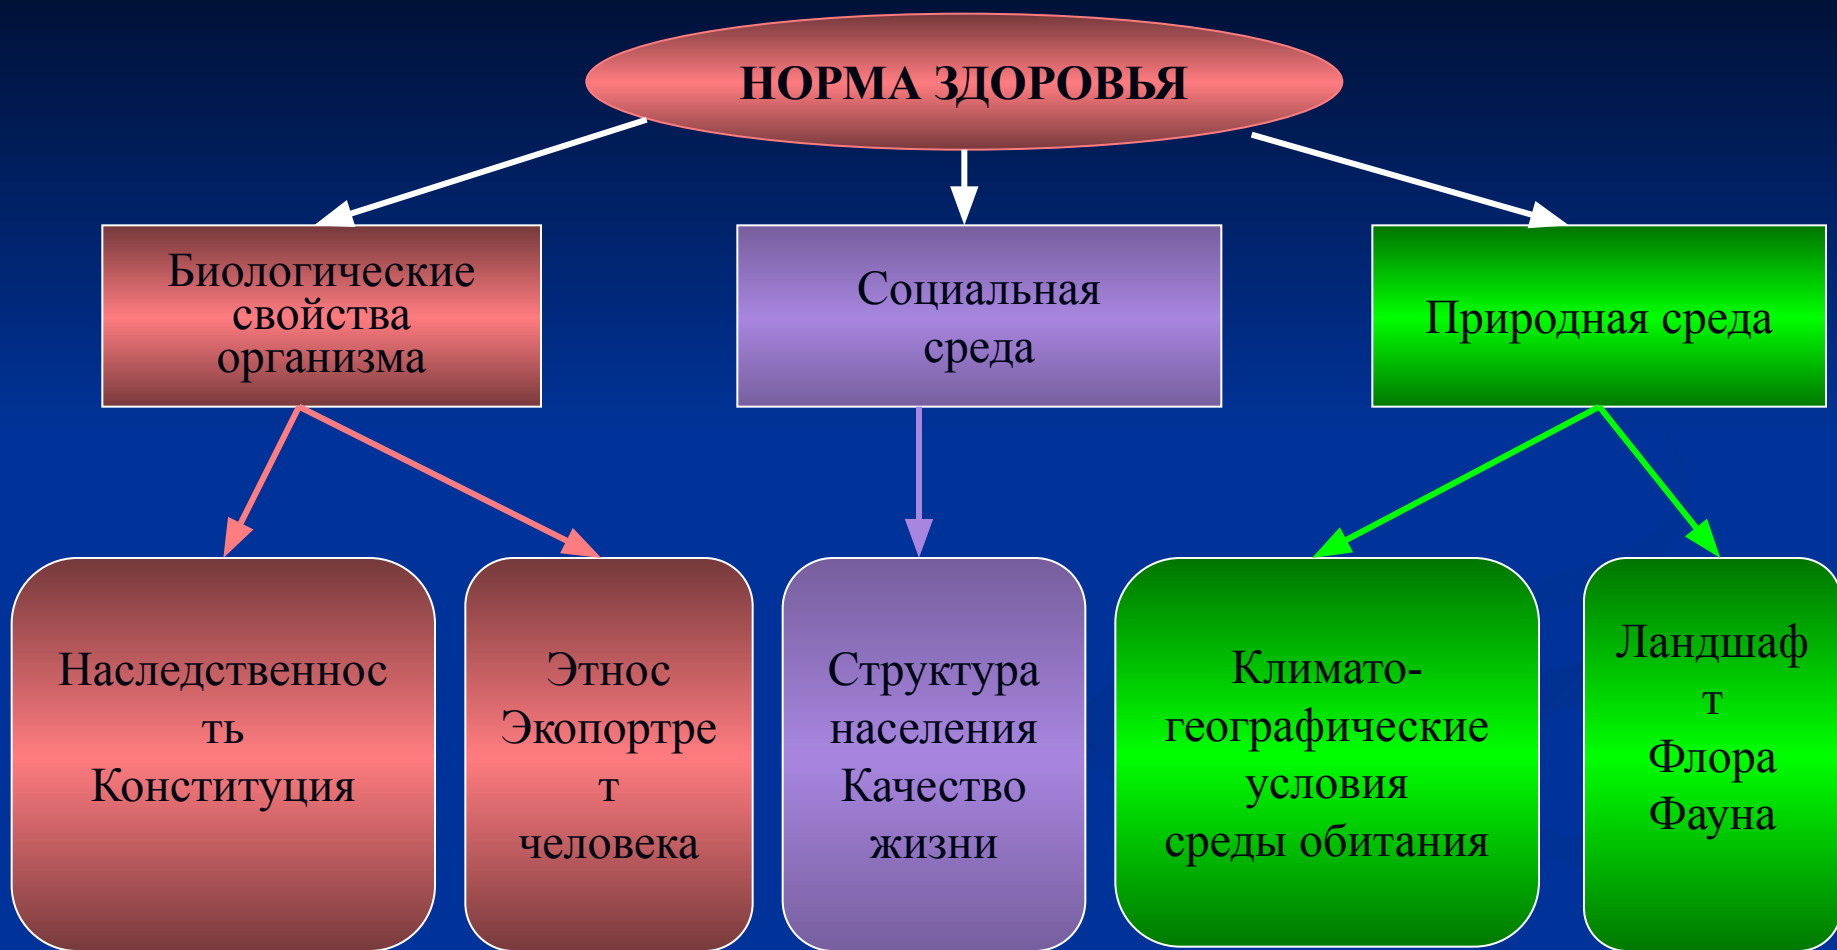 НОРМА ЗДОРОВЬЯ
Биологические
свойства
организма
Социальная
среда
Природная среда
Наследственнос
ть
Конституция
Этнос
Экопортре
т
человека
Структура
населения
Качество
жизни
Климато-
географические
условия
среды обитания
Ландшаф
т
Флора
Фауна